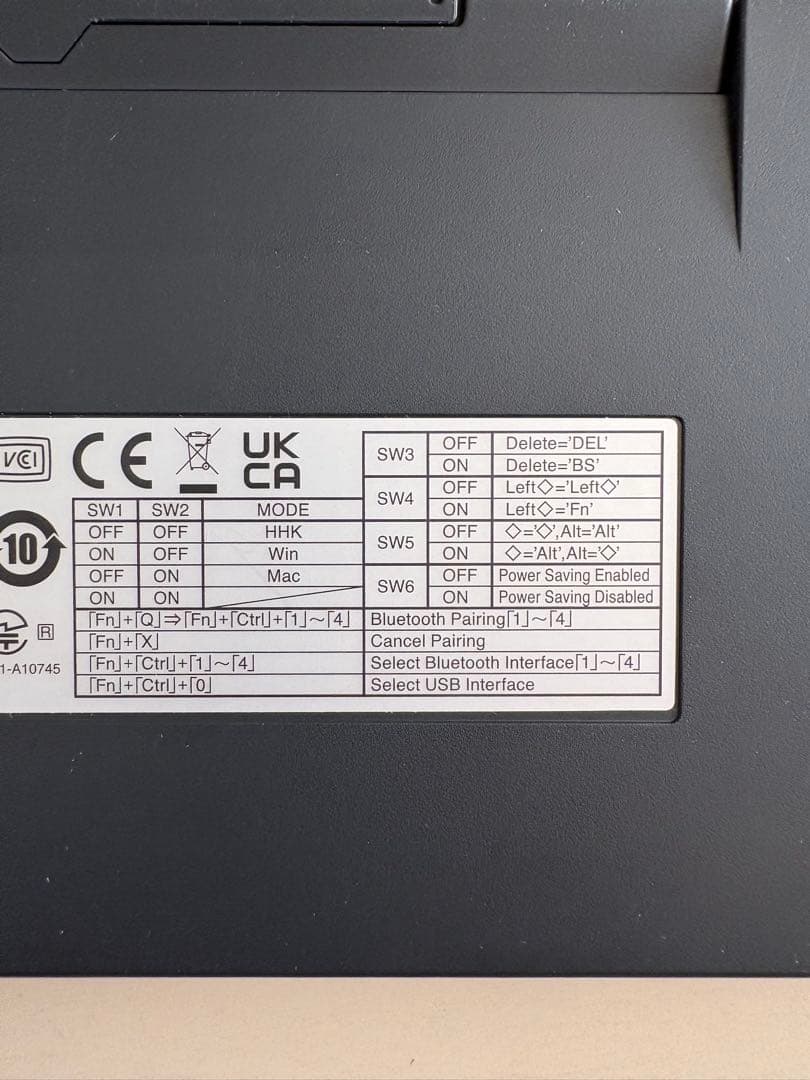 VCI
CE
UK
CA
10
R
1-A10745
SW1 SW2 MODE
OFF OFF HHK
ON OFF Win
OFF ON Mac
ON ON
SW3 OFF Delete='DEL'
ON Delete='BS'
SW4 OFF Left◇='Left◇'
ON Left◇='Fn'
SW5 OFF ◇='◇',Alt='Alt'
ON ◇='Alt',Alt='◇'
SW6 OFF Power Saving Enabled
ON Power Saving Disabled
「Fn」+「Q」⇒「Fn」+「Ctrl」+「1」~「4」 Bluetooth Pairing「1」~「4」
「Fn」+「X」 Cancel Pairing
「Fn」+「Ctrl」+「1」~「4」 Select Bluetooth Interface「1」~「4」
「Fn」+「Ctrl」+「0」 Select USB Interface